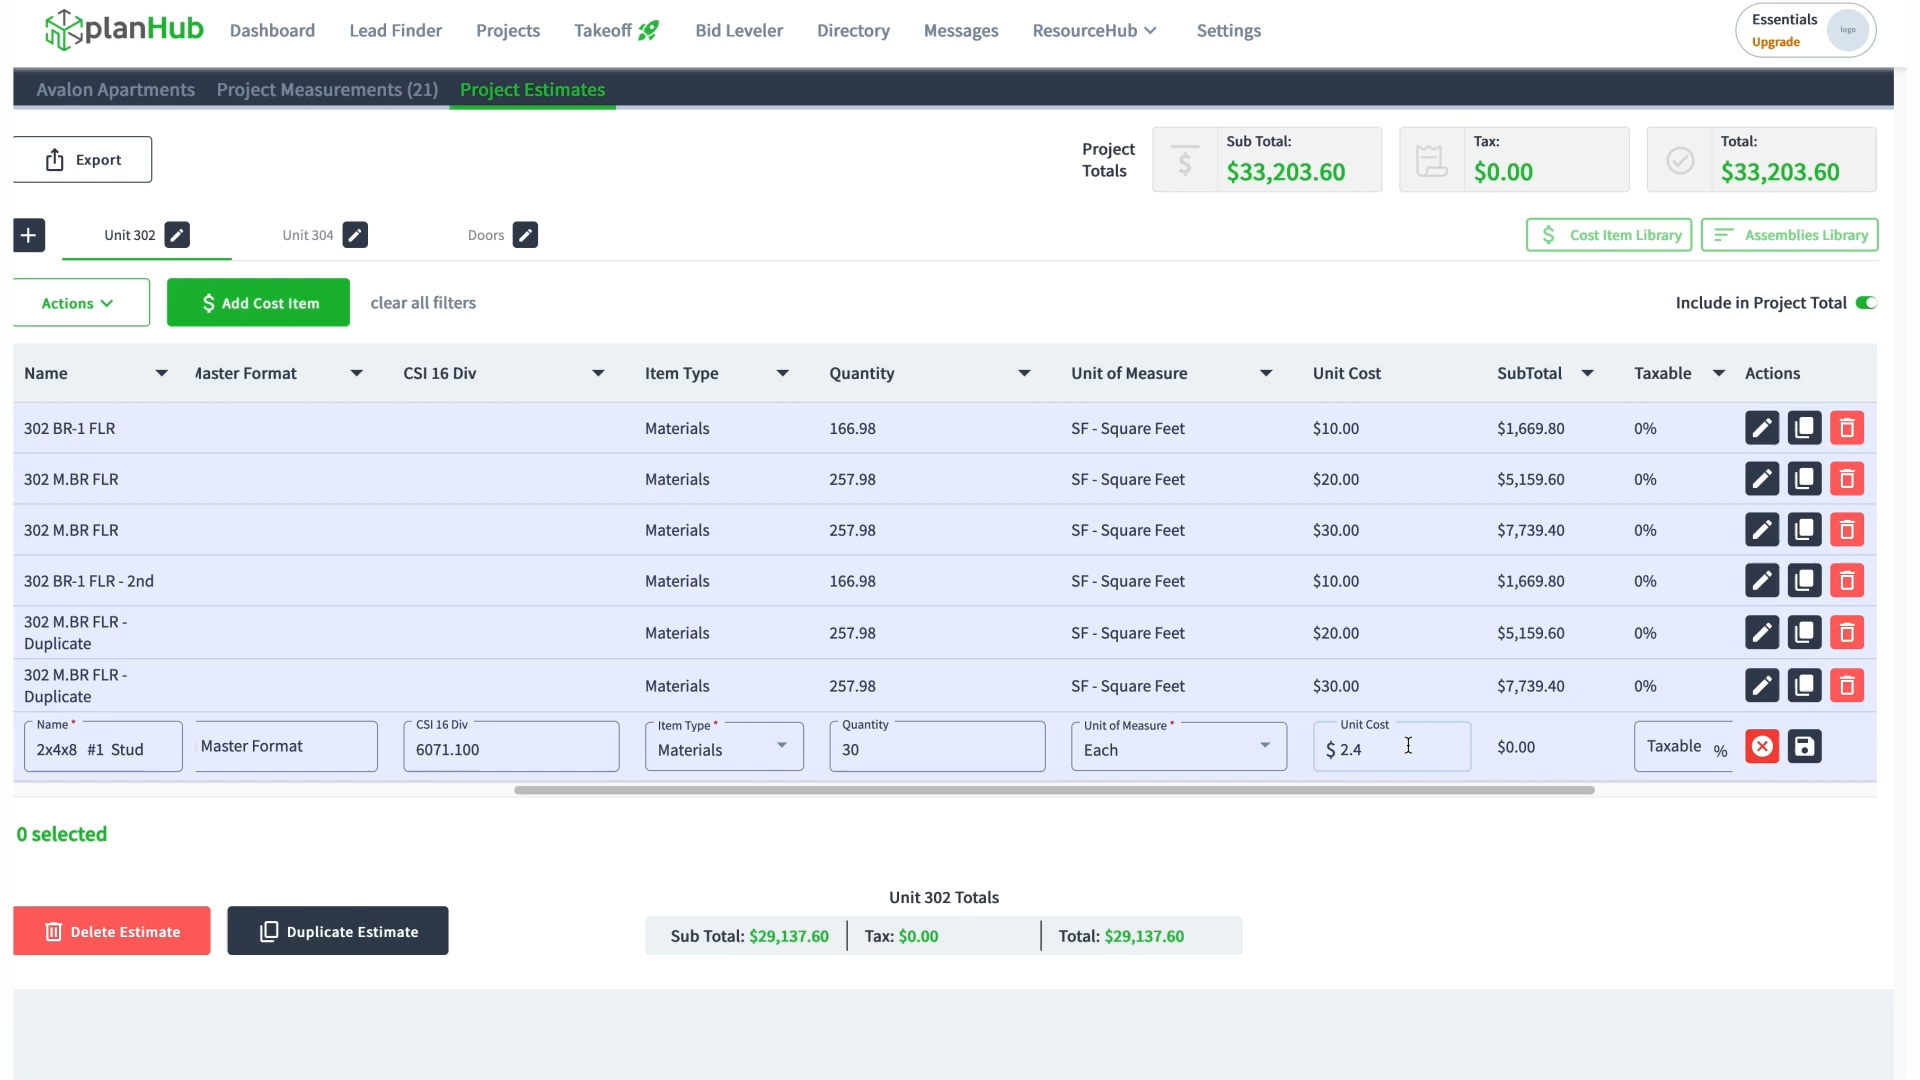 planHub
Dashboard Lead Finder Projects Takeoff Bid Leveler Directory Messages ResourceHub Settings
Essentials
Upgrade
logo
Avalon Apartments Project Measurements (21) Project Estimates
Export
Project Totals
Sub Total:
$33,203.60
Tax:
$0.00
Total:
$33,203.60
+ Unit 302 Unit 304 Doors
$ Cost Item Library Assemblies Library
Actions $ Add Cost Item clear all filters
Include in Project Total
Name Master Format CSI 16 Div Item Type Quantity Unit of Measure Unit Cost SubTotal Taxable Actions
302 BR-1 FLR Materials 166.98 SF - Square Feet $10.00 $1,669.80 0%
302 M.BR FLR Materials 257.98 SF - Square Feet $20.00 $5,159.60 0%
302 M.BR FLR Materials 257.98 SF - Square Feet $30.00 $7,739.40 0%
302 BR-1 FLR - 2nd Materials 166.98 SF - Square Feet $10.00 $1,669.80 0%
302 M.BR FLR -
Duplicate Materials 257.98 SF - Square Feet $20.00 $5,159.60 0%
302 M.BR FLR -
Duplicate Materials 257.98 SF - Square Feet $30.00 $7,739.40 0%
Name * CSI 16 Div Item Type * Quantity Unit of Measure * Unit Cost
2x4x8 #1 Stud Master Format 6071.100 Materials 30 Each $ 2.4 $0.00 Taxable %
0 selected
Unit 302 Totals
Delete Estimate Duplicate Estimate
Sub Total: $29,137.60 Tax: $0.00 Total: $29,137.60